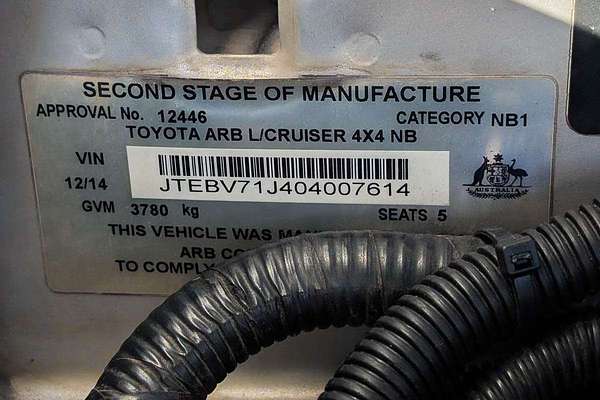 SECOND STAGE OF MANUFACTURE
APPROVAL No. 12446 CATEGORY NB1
TOYOTA ARB L/CRUISER 4X4 NB
VIN
12/14 JTEBV71J404007614
AUSTRALIA
GVM 3780 kg SEATS 5
THIS VEHICLE WAS
ARB
TO COMPLY